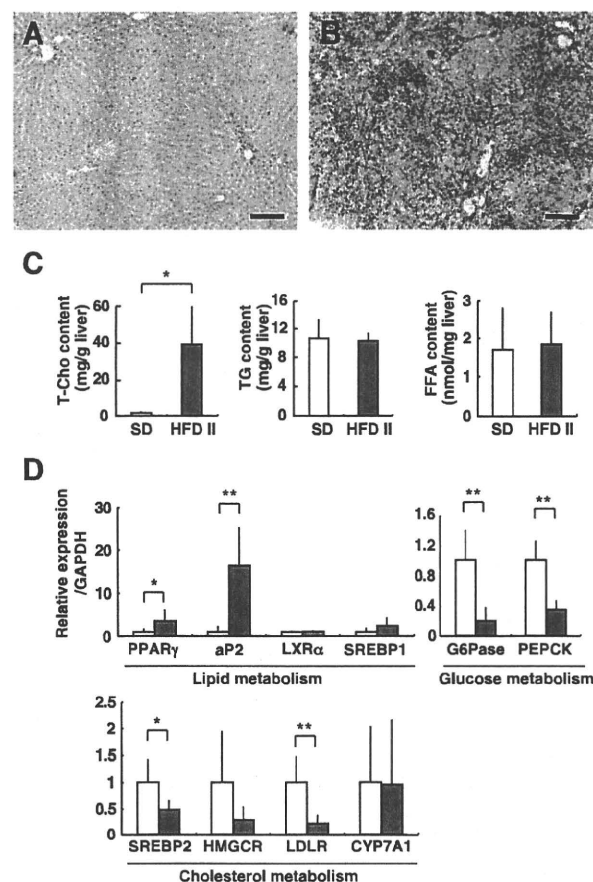 A
B
C
T-Cho content
(mg/g liver)
60
40
20
0
*
SD
HFD II
TG content
(mg/g liver)
16
12
8
4
0
SD
HFD II
FFA content
(nmol/mg liver)
3
2
1
0
SD
HFD II
D
Relative expression
/GAPDH
30
20
10
0
*
**
PPARγ
aP2
LXRα
SREBP1
Lipid metabolism
1.6
1.2
0.8
0.4
0
**
**
G6Pase
PEPCK
Glucose metabolism
2.5
2
1.5
1
0.5
0
*
**
SREBP2
HMGCR
LDLR
CYP7A1
Cholesterol metabolism